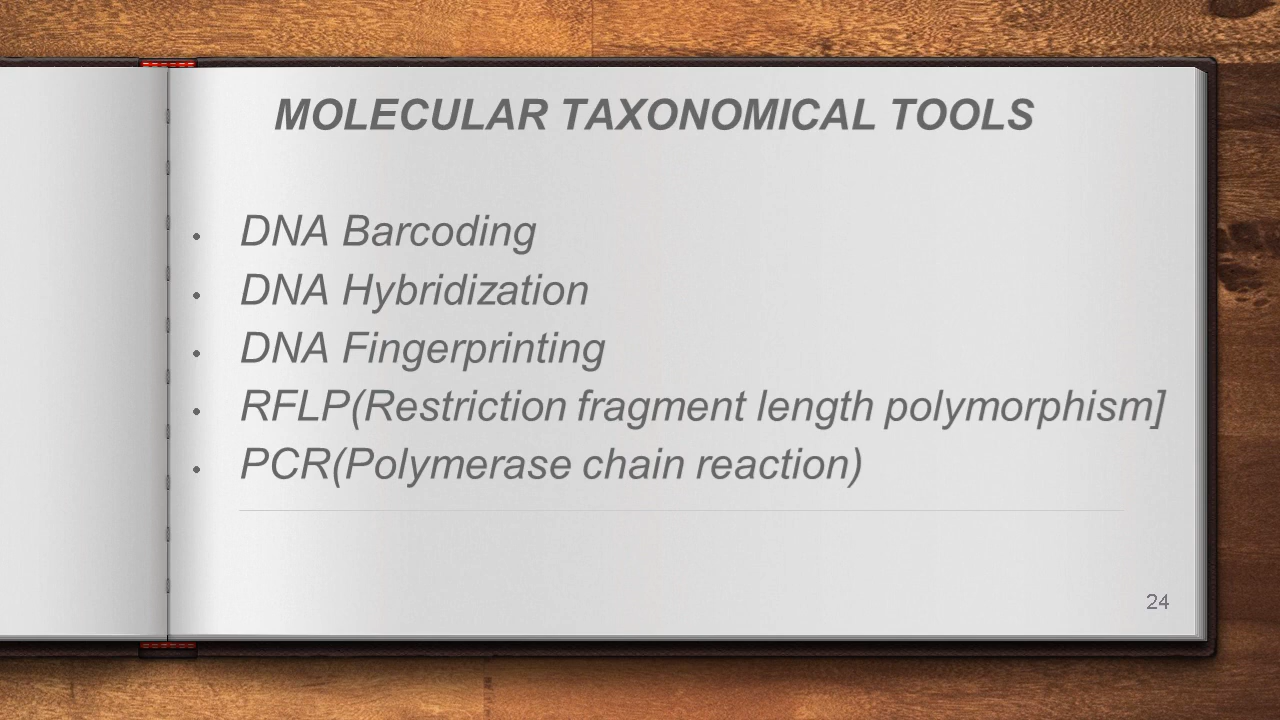 MOLECULAR TAXONOMICAL TOOLS
• DNA Barcoding
• DNA Hybridization
• DNA Fingerprinting
• RFLP(Restriction fragment length polymorphism]
• PCR(Polymerase chain reaction)
24